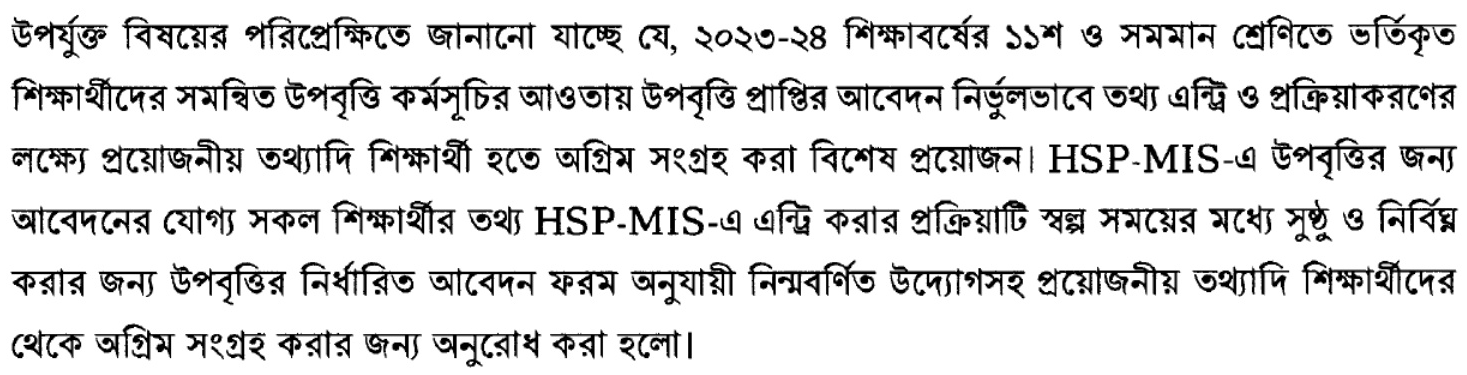 উপর্যুক্ত বিষয়ের পরিপ্রেক্ষিতে জানানো যাচ্ছে যে, ২০২৩-২৪ শিক্ষাবর্ষের ১১শ ও সমমান শ্রেণিতে ভর্তিকৃত
শিক্ষার্থীদের সমন্বিত উপবৃত্তি কর্মসূচির আওতায় উপবৃত্তি প্রাপ্তির আবেদন নির্ভুলভাবে তথ্য এন্ট্রি ও প্রক্রিয়াকরণের
লক্ষ্যে প্রয়োজনীয় তথ্যাদি শিক্ষার্থী হতে অগ্রিম সংগ্রহ করা বিশেষ প্রয়োজন। HSP-MIS-এ উপবৃত্তির জন্য
আবেদনের যোগ্য সকল শিক্ষার্থীর তথ্য HSP-MIS-এ এন্ট্রি করার প্রক্রিয়াটি স্বল্প সময়ের মধ্যে সুষ্ঠু ও নির্বিঘ্ন
করার জন্য উপবৃত্তির নির্ধারিত আবেদন ফরম অনুযায়ী নিন্মবর্ণিত উদ্যোগসহ প্রয়োজনীয় তথ্যাদি শিক্ষার্থীদের
থেকে অগ্রিম সংগ্রহ করার জন্য অনুরোধ করা হলো।